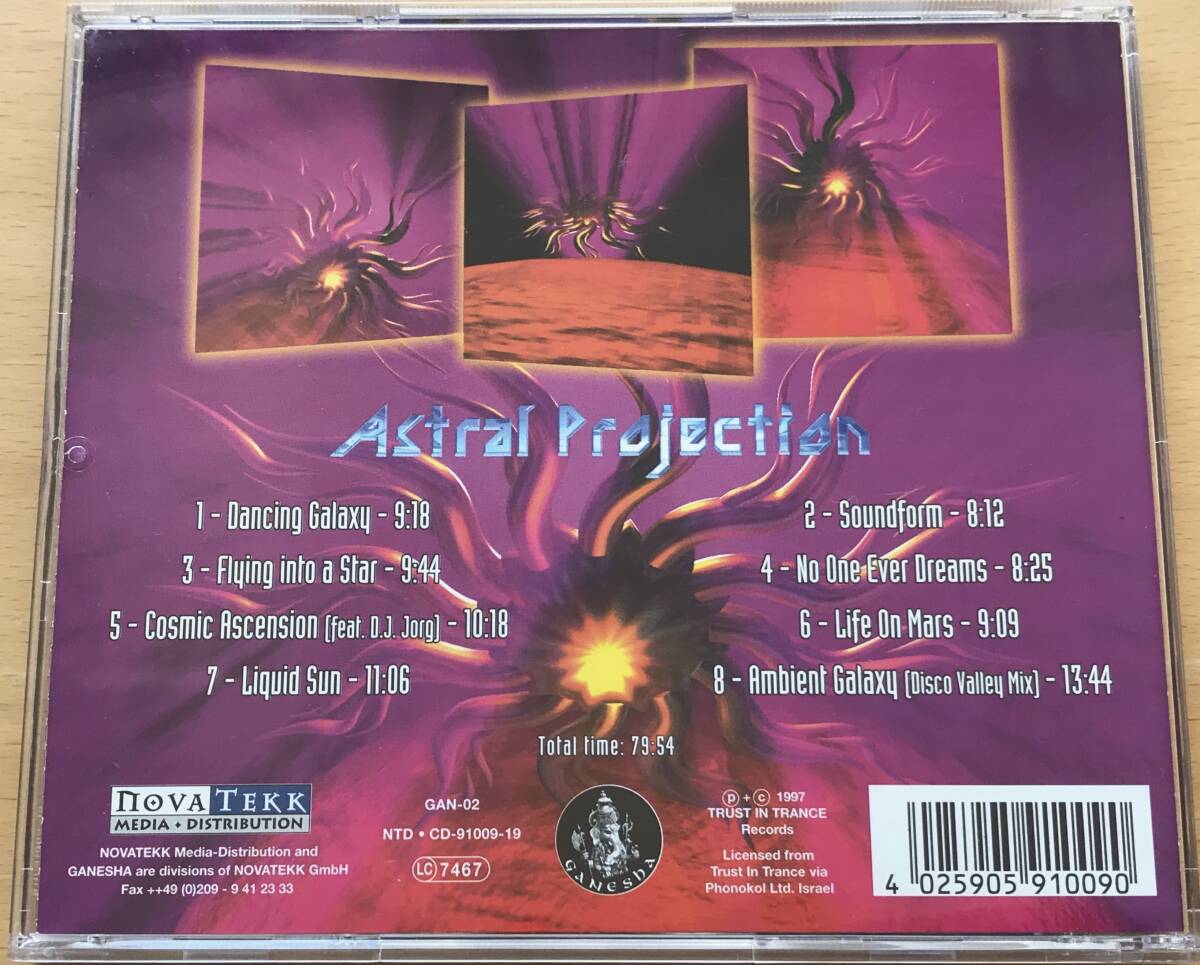 Astral Projection
1 - Dancing Galaxy - 9:18
2 - Soundform - 8:12
3 - Flying into a Star - 9:44
4 - No One Ever Dreams - 8:25
5 - Cosmic Ascension (feat. D.J. Jorg) - 10:18
6 - Life On Mars - 9:09
7 - Liquid Sun - 11:06
8 - Ambient Galaxy (Disco Valley Mix) - 13:44
Total time: 79:54
NOVA TEKK
MEDIA • DISTRIBUTION
NOVATEKK Media-Distribution and
GANESHA are divisions of NOVATEKK GmbH
Fax ++49 (0)209 - 9 41 23 33
GAN-02
NTD • CD-91009-19
LC 7467
GANESHA
℗ + © 1997
TRUST IN TRANCE
Records
Licensed from
Trust In Trance via
Phonokol Ltd. Israel
4 025905 910090